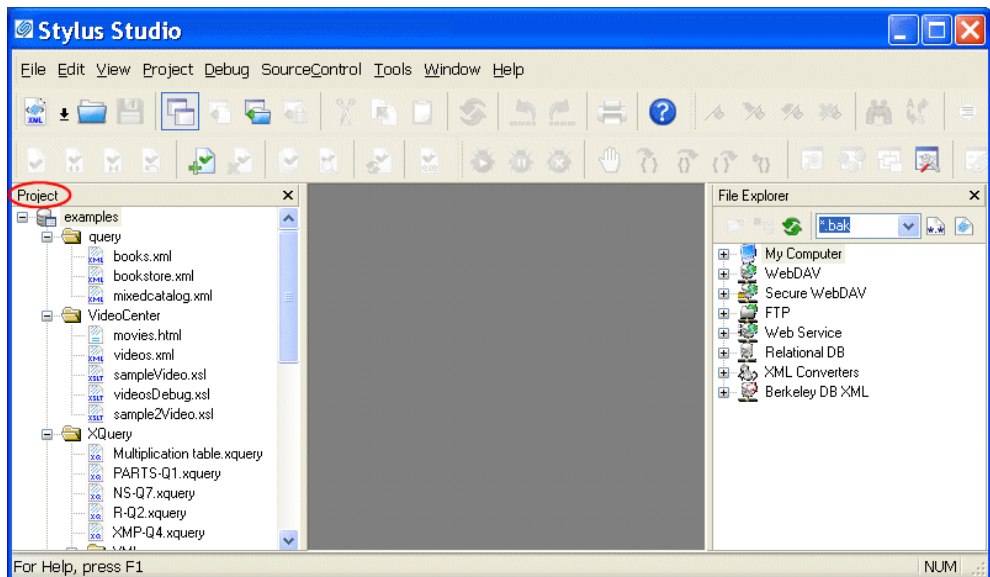 Stylus Studio
File Edit View Project Debug SourceControl Tools Window Help
Project
examples
query
books.xml
bookstore.xml
mixedcatalog.xml
VideoCenter
movies.html
videos.xml
sampleVideo.xsl
videosDebug.xsl
sample2Video.xsl
XQuery
Multiplication table.xquery
PARTS-Q1.xquery
NS-Q7.xquery
R-Q2.xquery
XMP-Q4.xquery
File Explorer
*.bak
My Computer
WebDAV
Secure WebDAV
FTP
Web Service
Relational DB
XML Converters
Berkeley DB XML
For Help, press F1
NUM